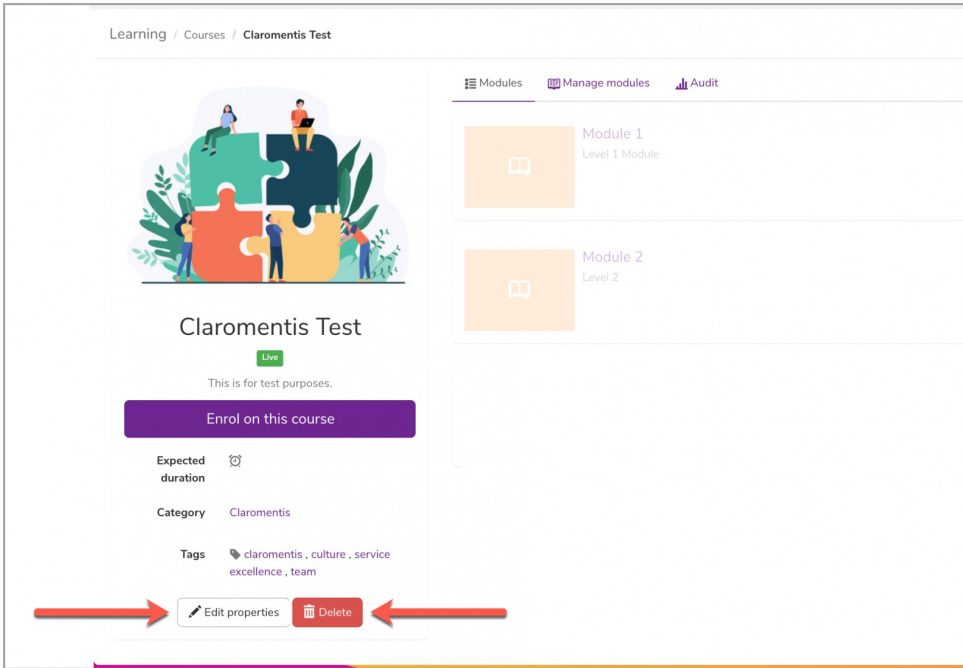 Learning / Courses / Claromentis Test
Modules Manage modules Audit
Module 1
Level 1 Module
Module 2
Level 2
Claromentis Test
Live
This is for test purposes.
Enrol on this course
Expected
duration
Category Claromentis
Tags claromentis , culture , service
excellence , team
Edit properties Delete